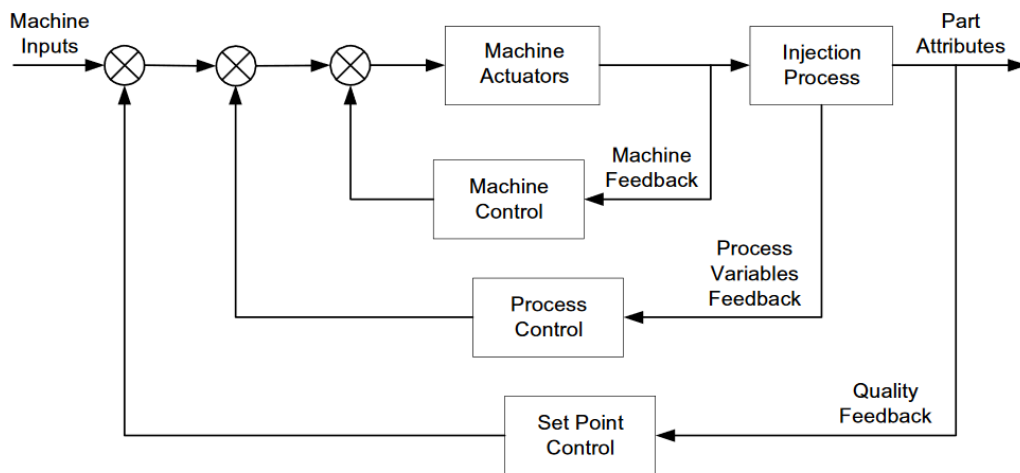 Machine
Inputs
Machine
Actuators
Injection
Process
Part
Attributes
Machine
Feedback
Machine
Control
Process
Variables
Feedback
Process
Control
Quality
Feedback
Set Point
Control